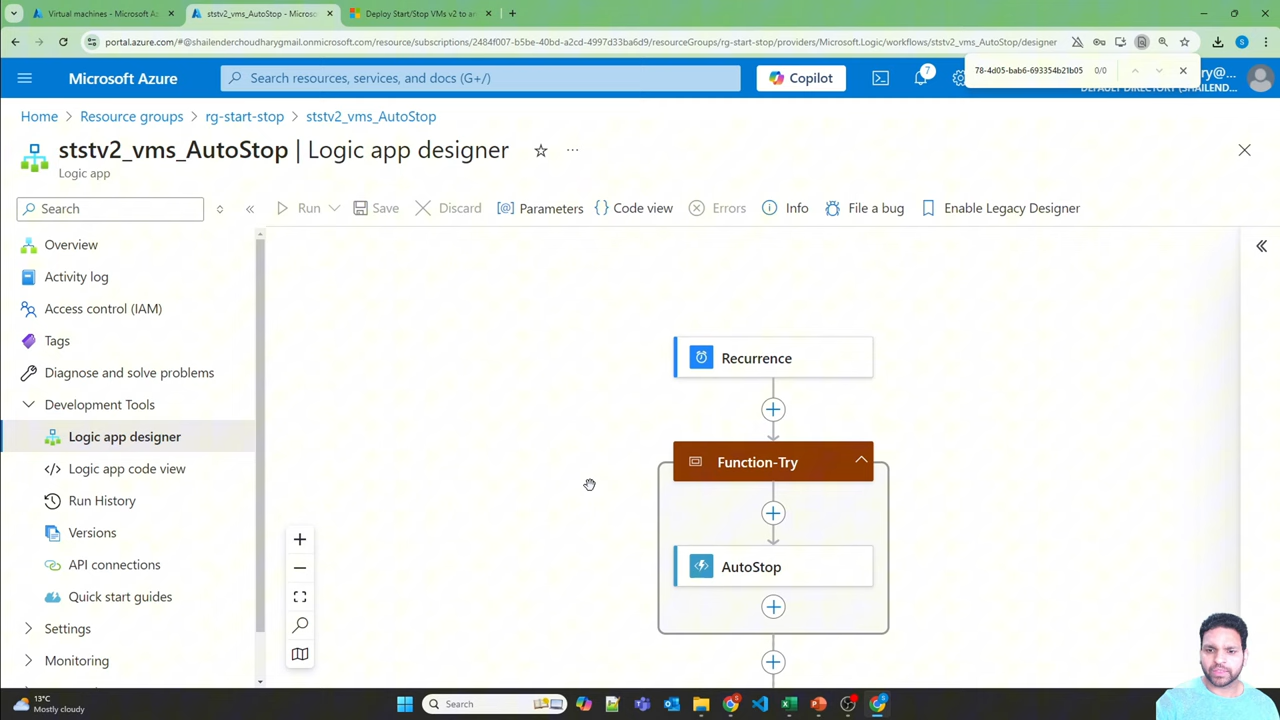 Virtual machines - Microsoft Az
ststv2_vms_AutoStop - Microso
Deploy Start/Stop VMs v2 to an
portal.azure.com/#@shailenderchoudharygmail.onmicrosoft.com/resource/subscriptions/2484f007-b5be-40bd-a2cd-4997d33ba6d9/resourceGroups/rg-start-stop/providers/Microsoft.Logic/workflows/ststv2_vms_AutoStop/designer
S
78-4d05-bab6-693354b21b05 0/0
Microsoft Azure
Search resources, services, and docs (G+/)
Copilot
7
ry@...
DEFAULT DIRECTORY (SHAILEND...
Home > Resource groups > rg-start-stop > ststv2_vms_AutoStop
ststv2_vms_AutoStop | Logic app designer
Logic app
Search
Run
Save
Discard
Parameters
Code view
Errors
Info
File a bug
Enable Legacy Designer
Overview
Activity log
Access control (IAM)
Tags
Diagnose and solve problems
Development Tools
Logic app designer
Logic app code view
Run History
Versions
API connections
Quick start guides
Settings
Monitoring
Recurrence
Function-Try
AutoStop
13°C
Mostly cloudy
Search